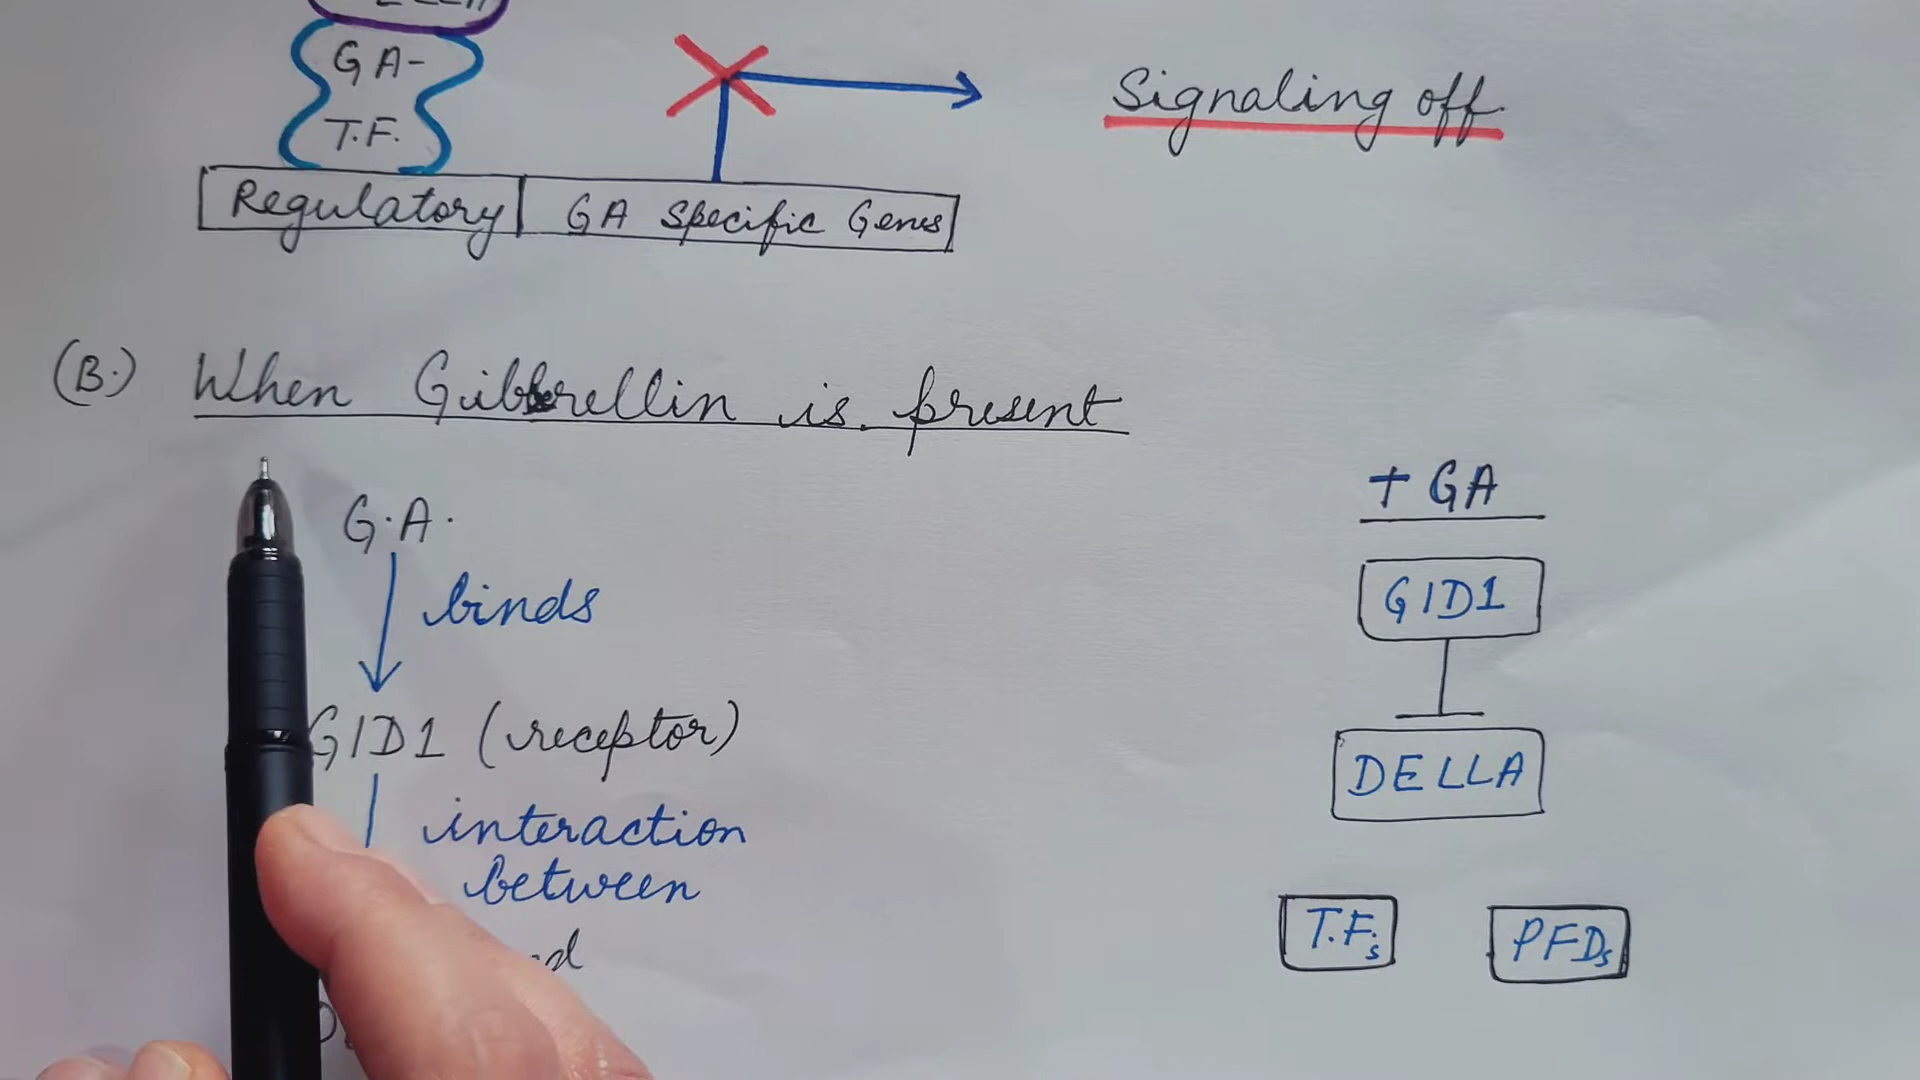 GA-
T.F.
Signaling off
Regulatory GA Specific Genes
(B.) When Gibberellin is present
+ GA
G.A.
binds
GID1
GID1 (receptor)
DELLA
interaction
between
T.Fs PFDs